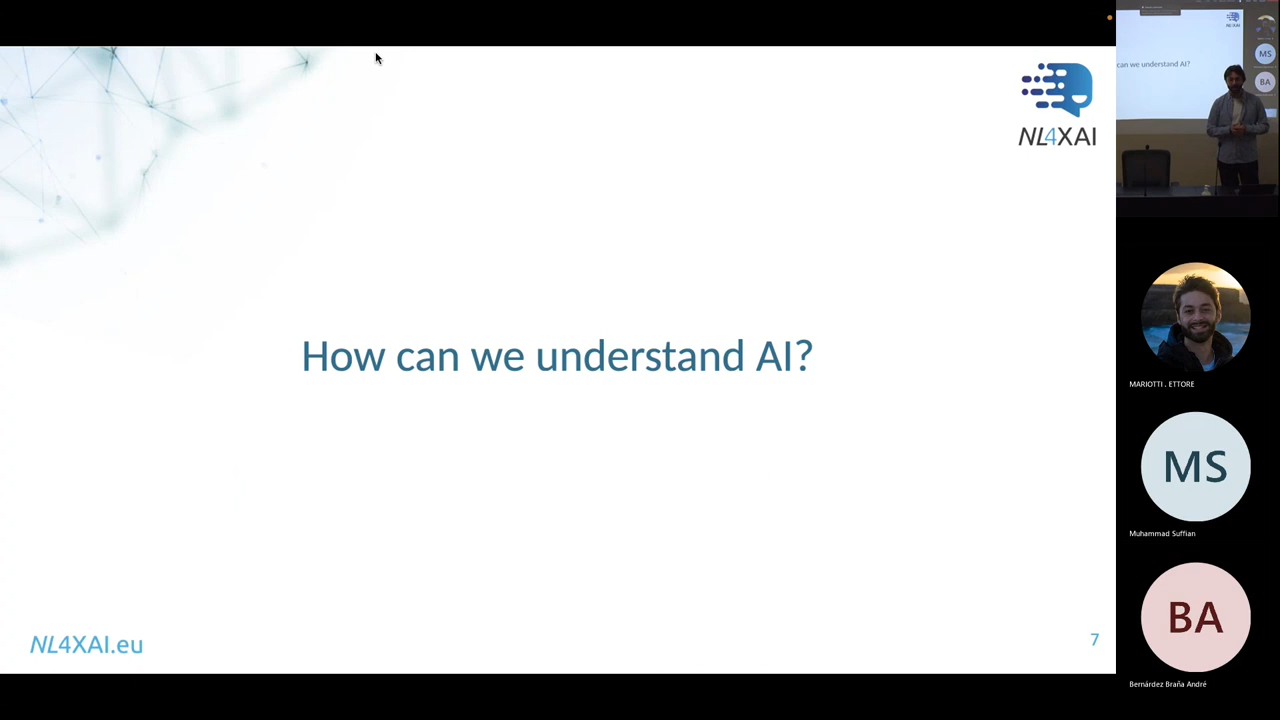 NL4XAI
How can we understand AI?
NL4XAI.eu
7
can we understand AI?
MS
BA
MARIOTTI , ETTORE
MS
Muhammad Suffian
BA
Bernárdez Braña André